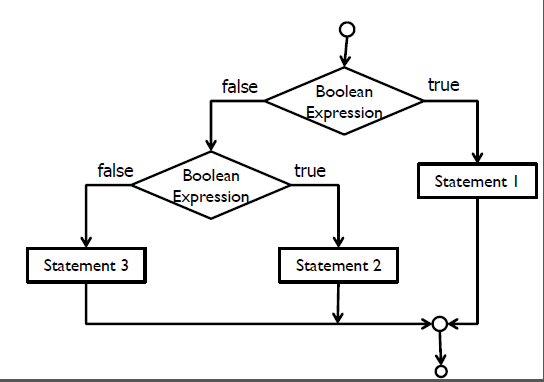 false
Boolean
Expression
true
false
Boolean
Expression
true
Statement 1
Statement 3
Statement 2